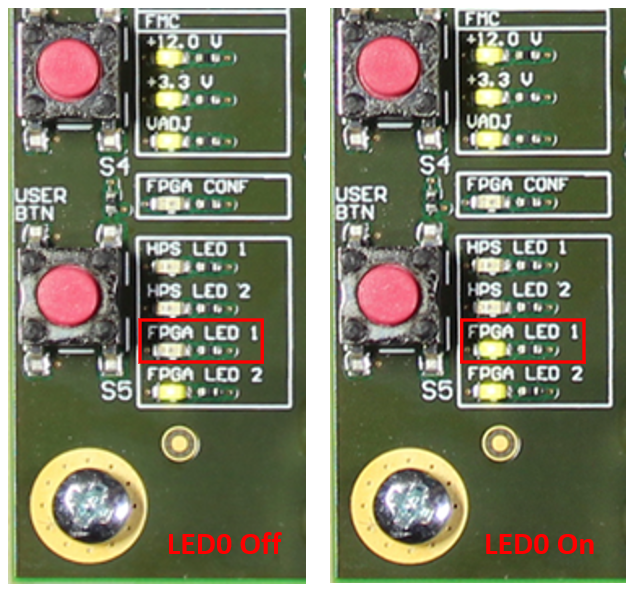 FMC
+12.0 V
+3.3 V
VADJ
S4
FPGA CONF
USER
BTN
HPS LED 1
HPS LED 2
FPGA LED 1
FPGA LED 2
S5
LED0 Off
FMC
+12.0 V
+3.3 V
VADJ
S4
FPGA CONF
USER
BTN
HPS LED 1
HPS LED 2
FPGA LED 1
FPGA LED 2
S5
LED0 On